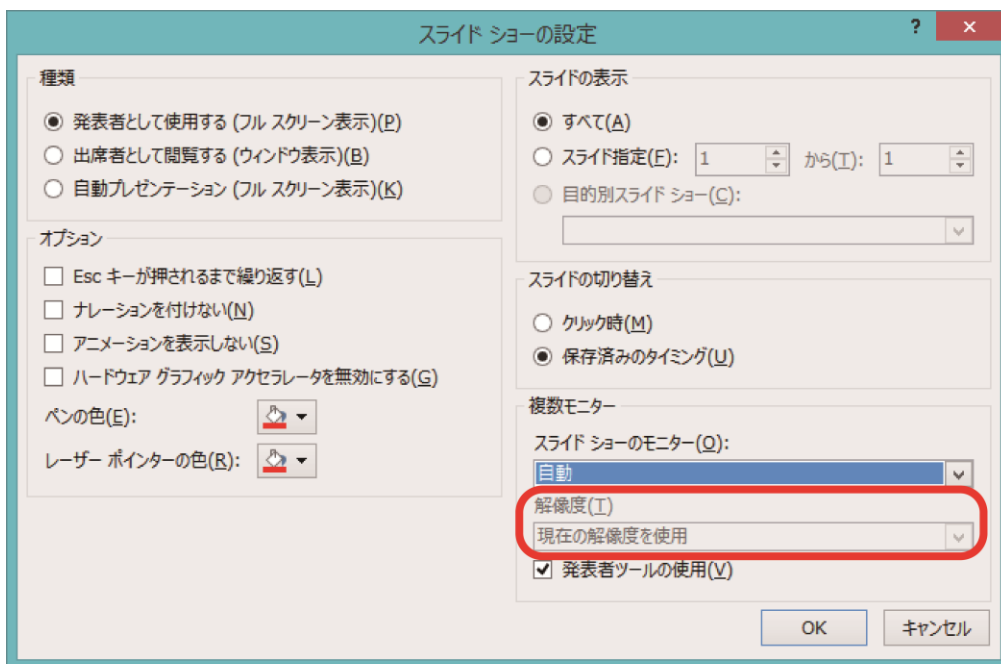 スライド ショーの設定
?
種類
発表者として使用する (フル スクリーン表示)(P)
出席者として閲覧する (ウィンドウ表示)(B)
自動プレゼンテーション (フル スクリーン表示)(K)
オプション
Esc キーが押されるまで繰り返す(L)
ナレーションを付けない(N)
アニメーションを表示しない(S)
ハードウェア グラフィック アクセラレータを無効にする(G)
ペンの色(E):
レーザー ポインターの色(R):
スライドの表示
すべて(A)
スライド指定(F): 1 から(T): 1
目的別スライド ショー(C):
スライドの切り替え
クリック時(M)
保存済みのタイミング(U)
複数モニター
スライド ショーのモニター(O):
自動
解像度(T)
現在の解像度を使用
発表者ツールの使用(V)
OK キャンセル